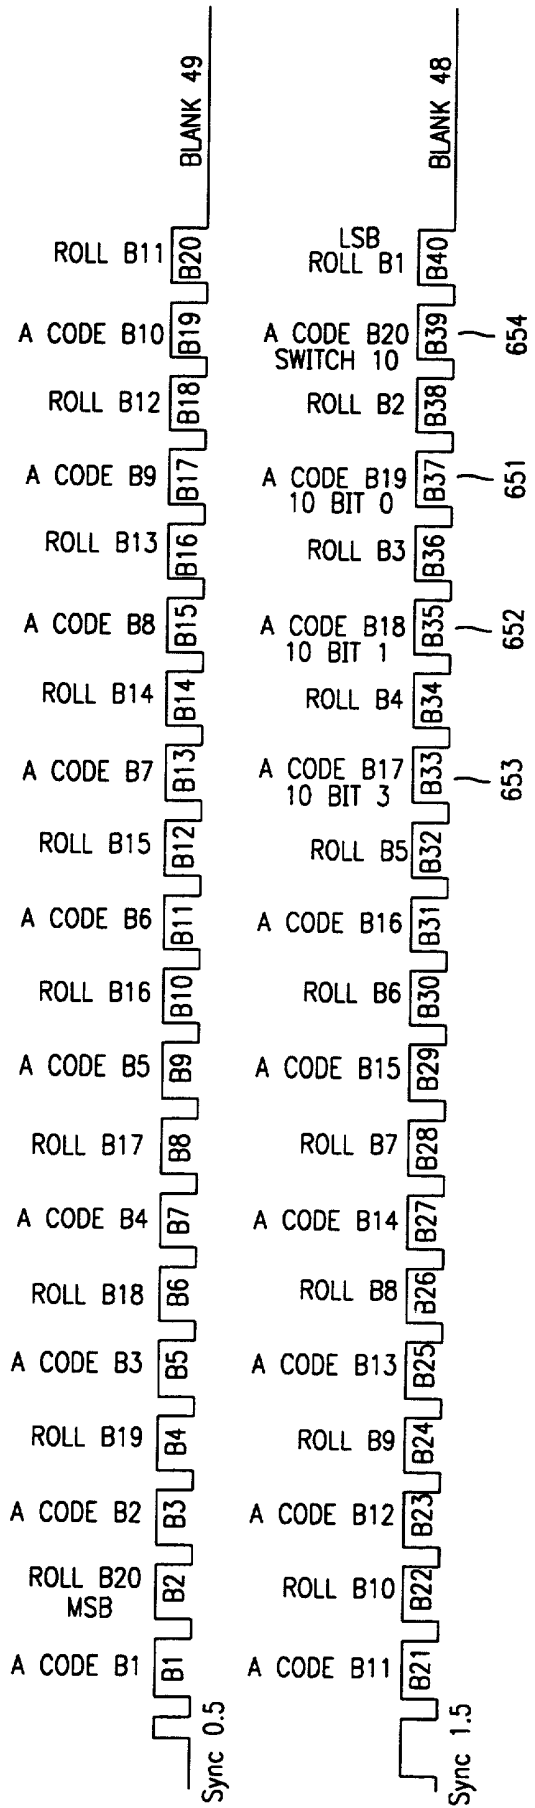 BLANK 49
ROLL B11 B20
A CODE B10 B19
ROLL B12 B18
A CODE B9 B17
ROLL B13 B16
A CODE B8 B15
ROLL B14 B14
A CODE B7 B13
ROLL B15 B12
A CODE B6 B11
ROLL B16 B10
A CODE B5 B9
ROLL B17 B8
A CODE B4 B7
ROLL B18 B6
A CODE B3 B5
ROLL B19 B4
A CODE B2 B3
ROLL B20 B2
MSB
A CODE B1 B1
Sync 0.5
BLANK 48
LSB
ROLL B1 B40
A CODE B20 B39 654
SWITCH 10
ROLL B2 B38
A CODE B19 B37 651
10 BIT 0
ROLL B3 B36
A CODE B18 B35 652
10 BIT 1
ROLL B4 B34
A CODE B17 B33 653
10 BIT 3
ROLL B5 B32
A CODE B16 B31
ROLL B6 B30
A CODE B15 B29
ROLL B7 B28
A CODE B14 B27
ROLL B8 B26
A CODE B13 B25
ROLL B9 B24
A CODE B12 B23
ROLL B10 B22
A CODE B11 B21
Sync 1.5